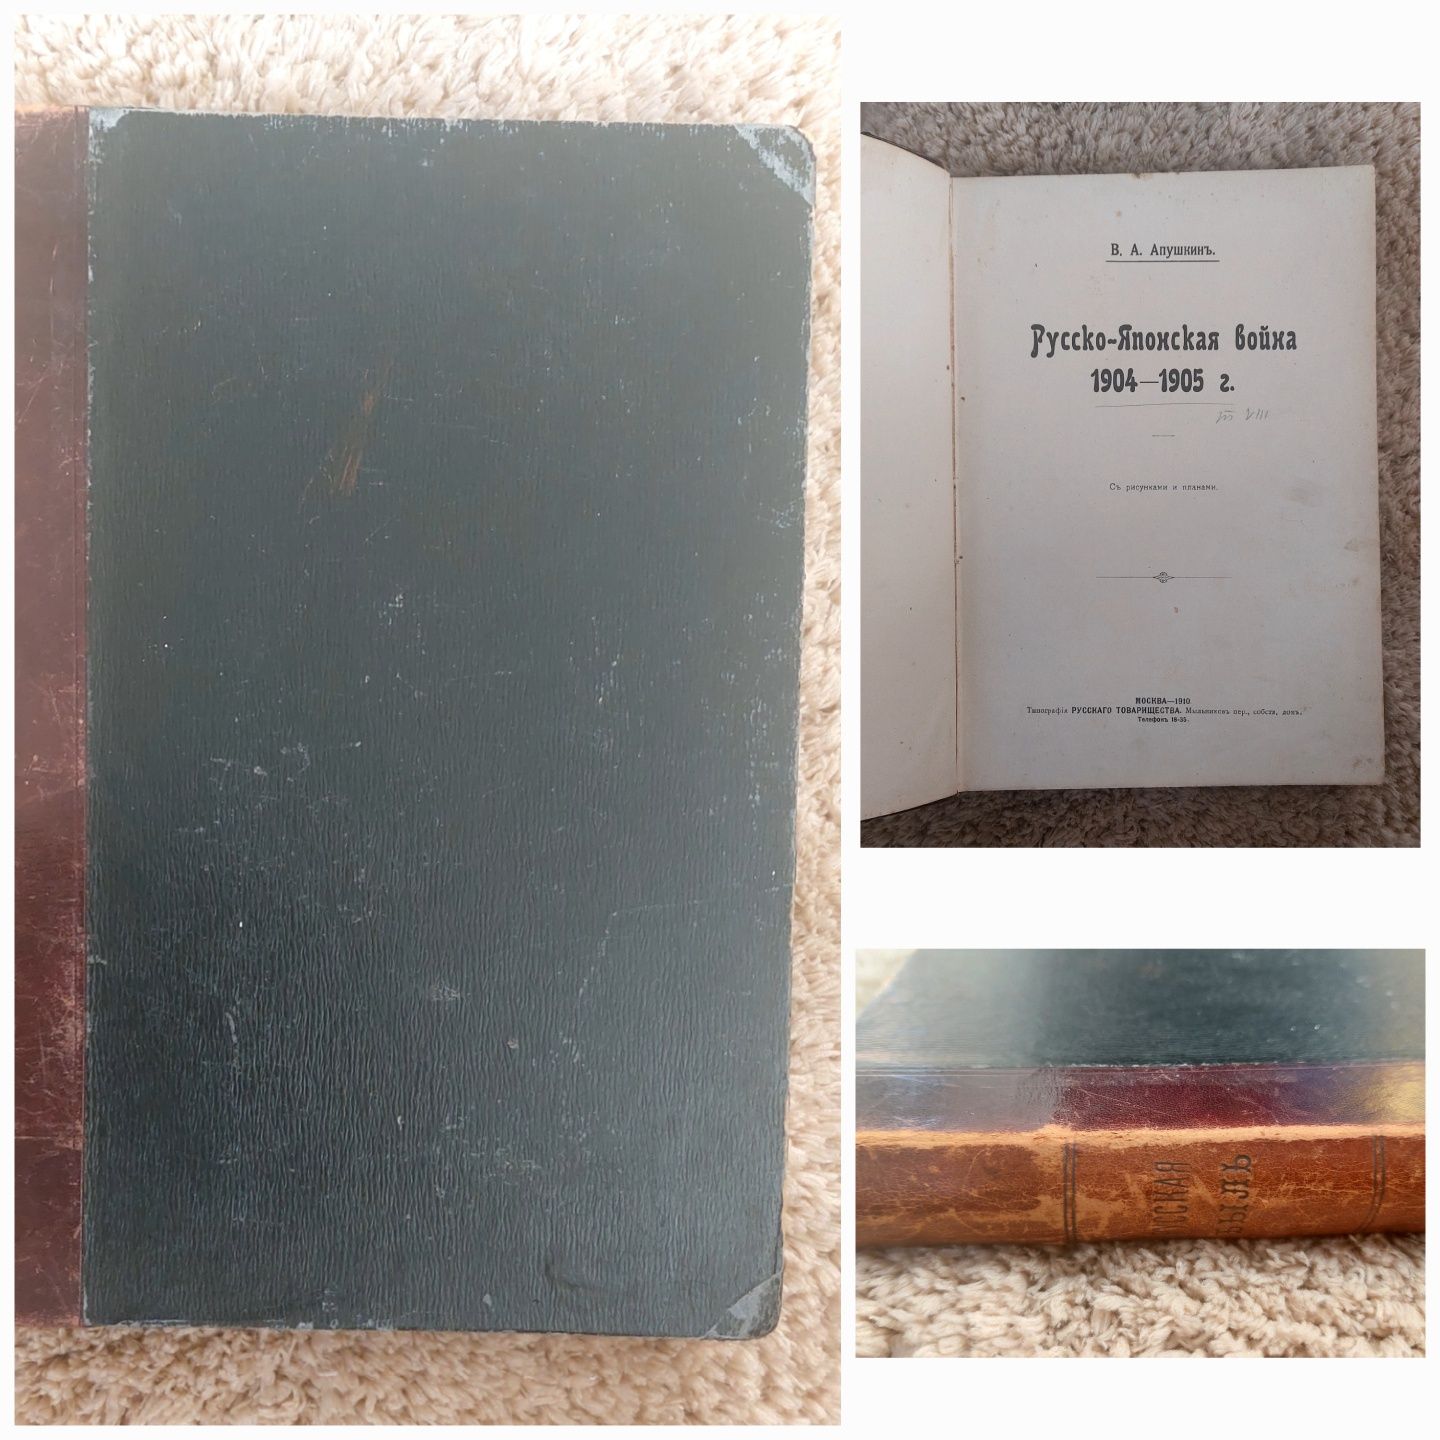 В. А. Апушкинъ.
Русско-Японская война
1904—1905 г.
VIII
Съ рисунками и планами.
МОСКВА—1910
Типографія РУССКАГО ТОВАРИЩЕСТВА. Мыльниковъ пер., собств. домъ.
Телефонъ 18-35.